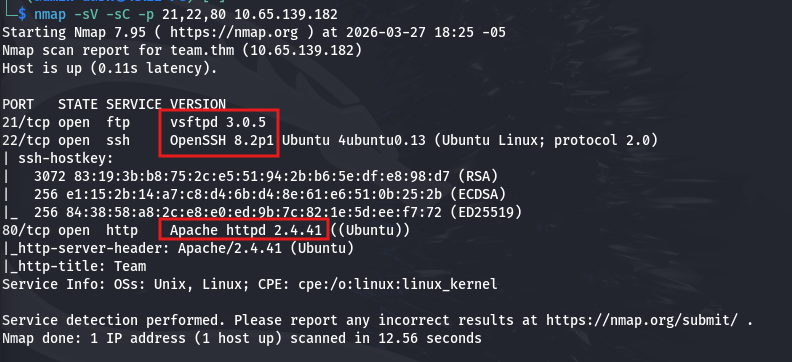 $ nmap -sV -sC -p 21,22,80 10.65.139.182
Starting Nmap 7.95 ( https://nmap.org ) at 2026-03-27 18:25 -05
Nmap scan report for team.thm (10.65.139.182)
Host is up (0.11s latency).
PORT   STATE SERVICE VERSION
21/tcp open  ftp     vsftpd 3.0.5
22/tcp open  ssh     OpenSSH 8.2p1 Ubuntu 4ubuntu0.13 (Ubuntu Linux; protocol 2.0)
| ssh-hostkey:
|   3072 83:19:3b:b8:75:2c:e5:51:94:2b:b6:5e:df:e8:98:d7 (RSA)
|   256 e1:15:2b:14:a7:c8:d4:6b:d4:8e:61:e6:51:0b:25:2b (ECDSA)
|_  256 84:38:58:a8:2c:e8:e0:ed:9b:7c:82:1e:5d:ee:f7:72 (ED25519)
80/tcp open  http    Apache httpd 2.4.41 ((Ubuntu))
|_http-server-header: Apache/2.4.41 (Ubuntu)
|_http-title: Team
Service Info: OSs: Unix, Linux; CPE: cpe:/o:linux:linux_kernel
Service detection performed. Please report any incorrect results at https://nmap.org/submit/ .
Nmap done: 1 IP address (1 host up) scanned in 12.56 seconds